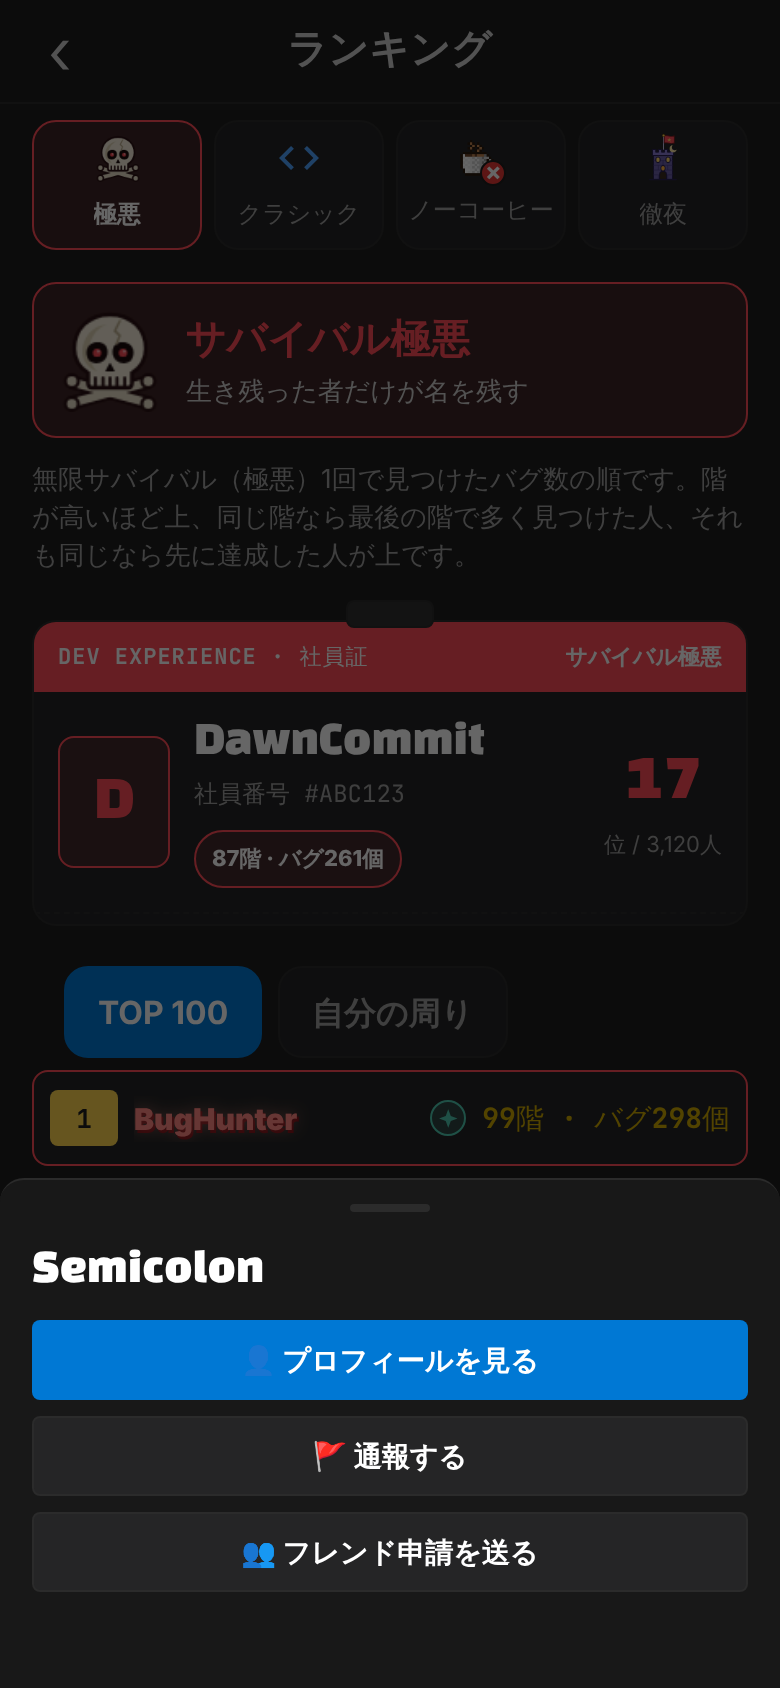 ランキング
極悪
クラシック
ノーコーヒー
徹夜
サバイバル極悪
生き残った者だけが名を残す
無限サバイバル（極悪）1回で見つけたバグ数の順です。階
が高いほど上、同じ階なら最後の階で多く見つけた人、それ
も同じなら先に達成した人が上です。
DEV EXPERIENCE · 社員証
サバイバル極悪
D
DawnCommit
社員番号 #ABC123
87階 · バグ261個
17
位 / 3,120人
TOP 100
自分の周り
1
BugHunter
99階 · バグ298個
Semicolon
プロフィールを見る
通報する
フレンド申請を送る